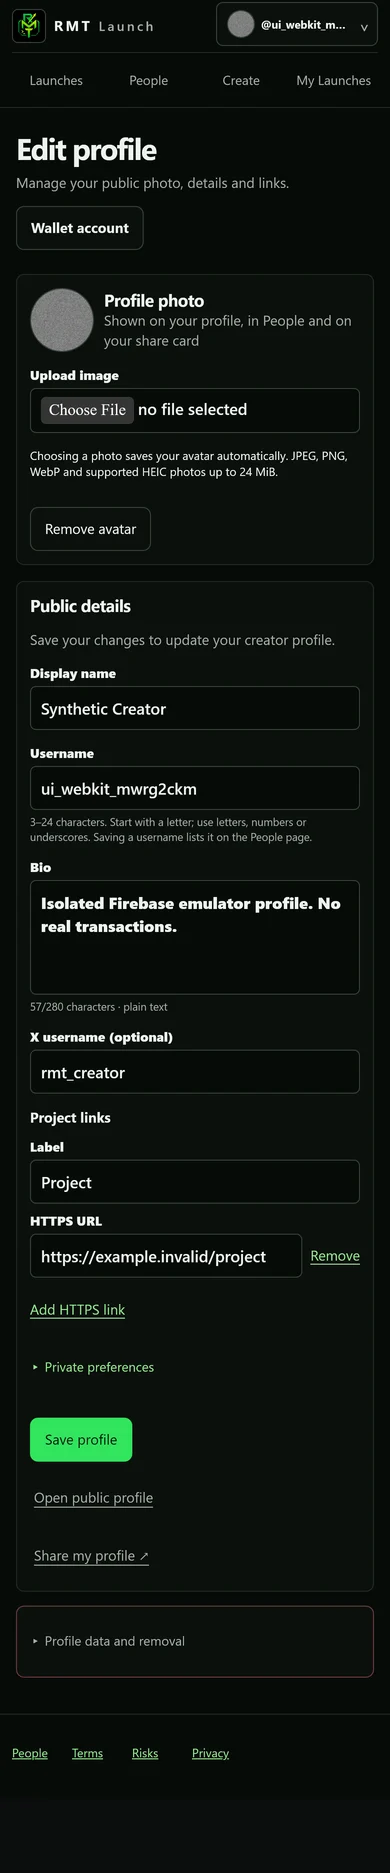 RMT Launch
@ui_webkit_m...
Launches People Create My Launches
Edit profile
Manage your public photo, details and links.
Wallet account
Profile photo
Shown on your profile, in People and on
your share card
Upload image
Choose File no file selected
Choosing a photo saves your avatar automatically. JPEG, PNG,
WebP and supported HEIC photos up to 24 MiB.
Remove avatar
Public details
Save your changes to update your creator profile.
Display name
Synthetic Creator
Username
ui_webkit_mwrg2ckm
3–24 characters. Start with a letter; use letters, numbers or
underscores. Saving a username lists it on the People page.
Bio
Isolated Firebase emulator profile. No
real transactions.
57/280 characters · plain text
X username (optional)
rmt_creator
Project links
Label
Project
HTTPS URL
https://example.invalid/project Remove
Add HTTPS link
▸ Private preferences
Save profile
Open public profile
Share my profile ↗
▸ Profile data and removal
People Terms Risks Privacy